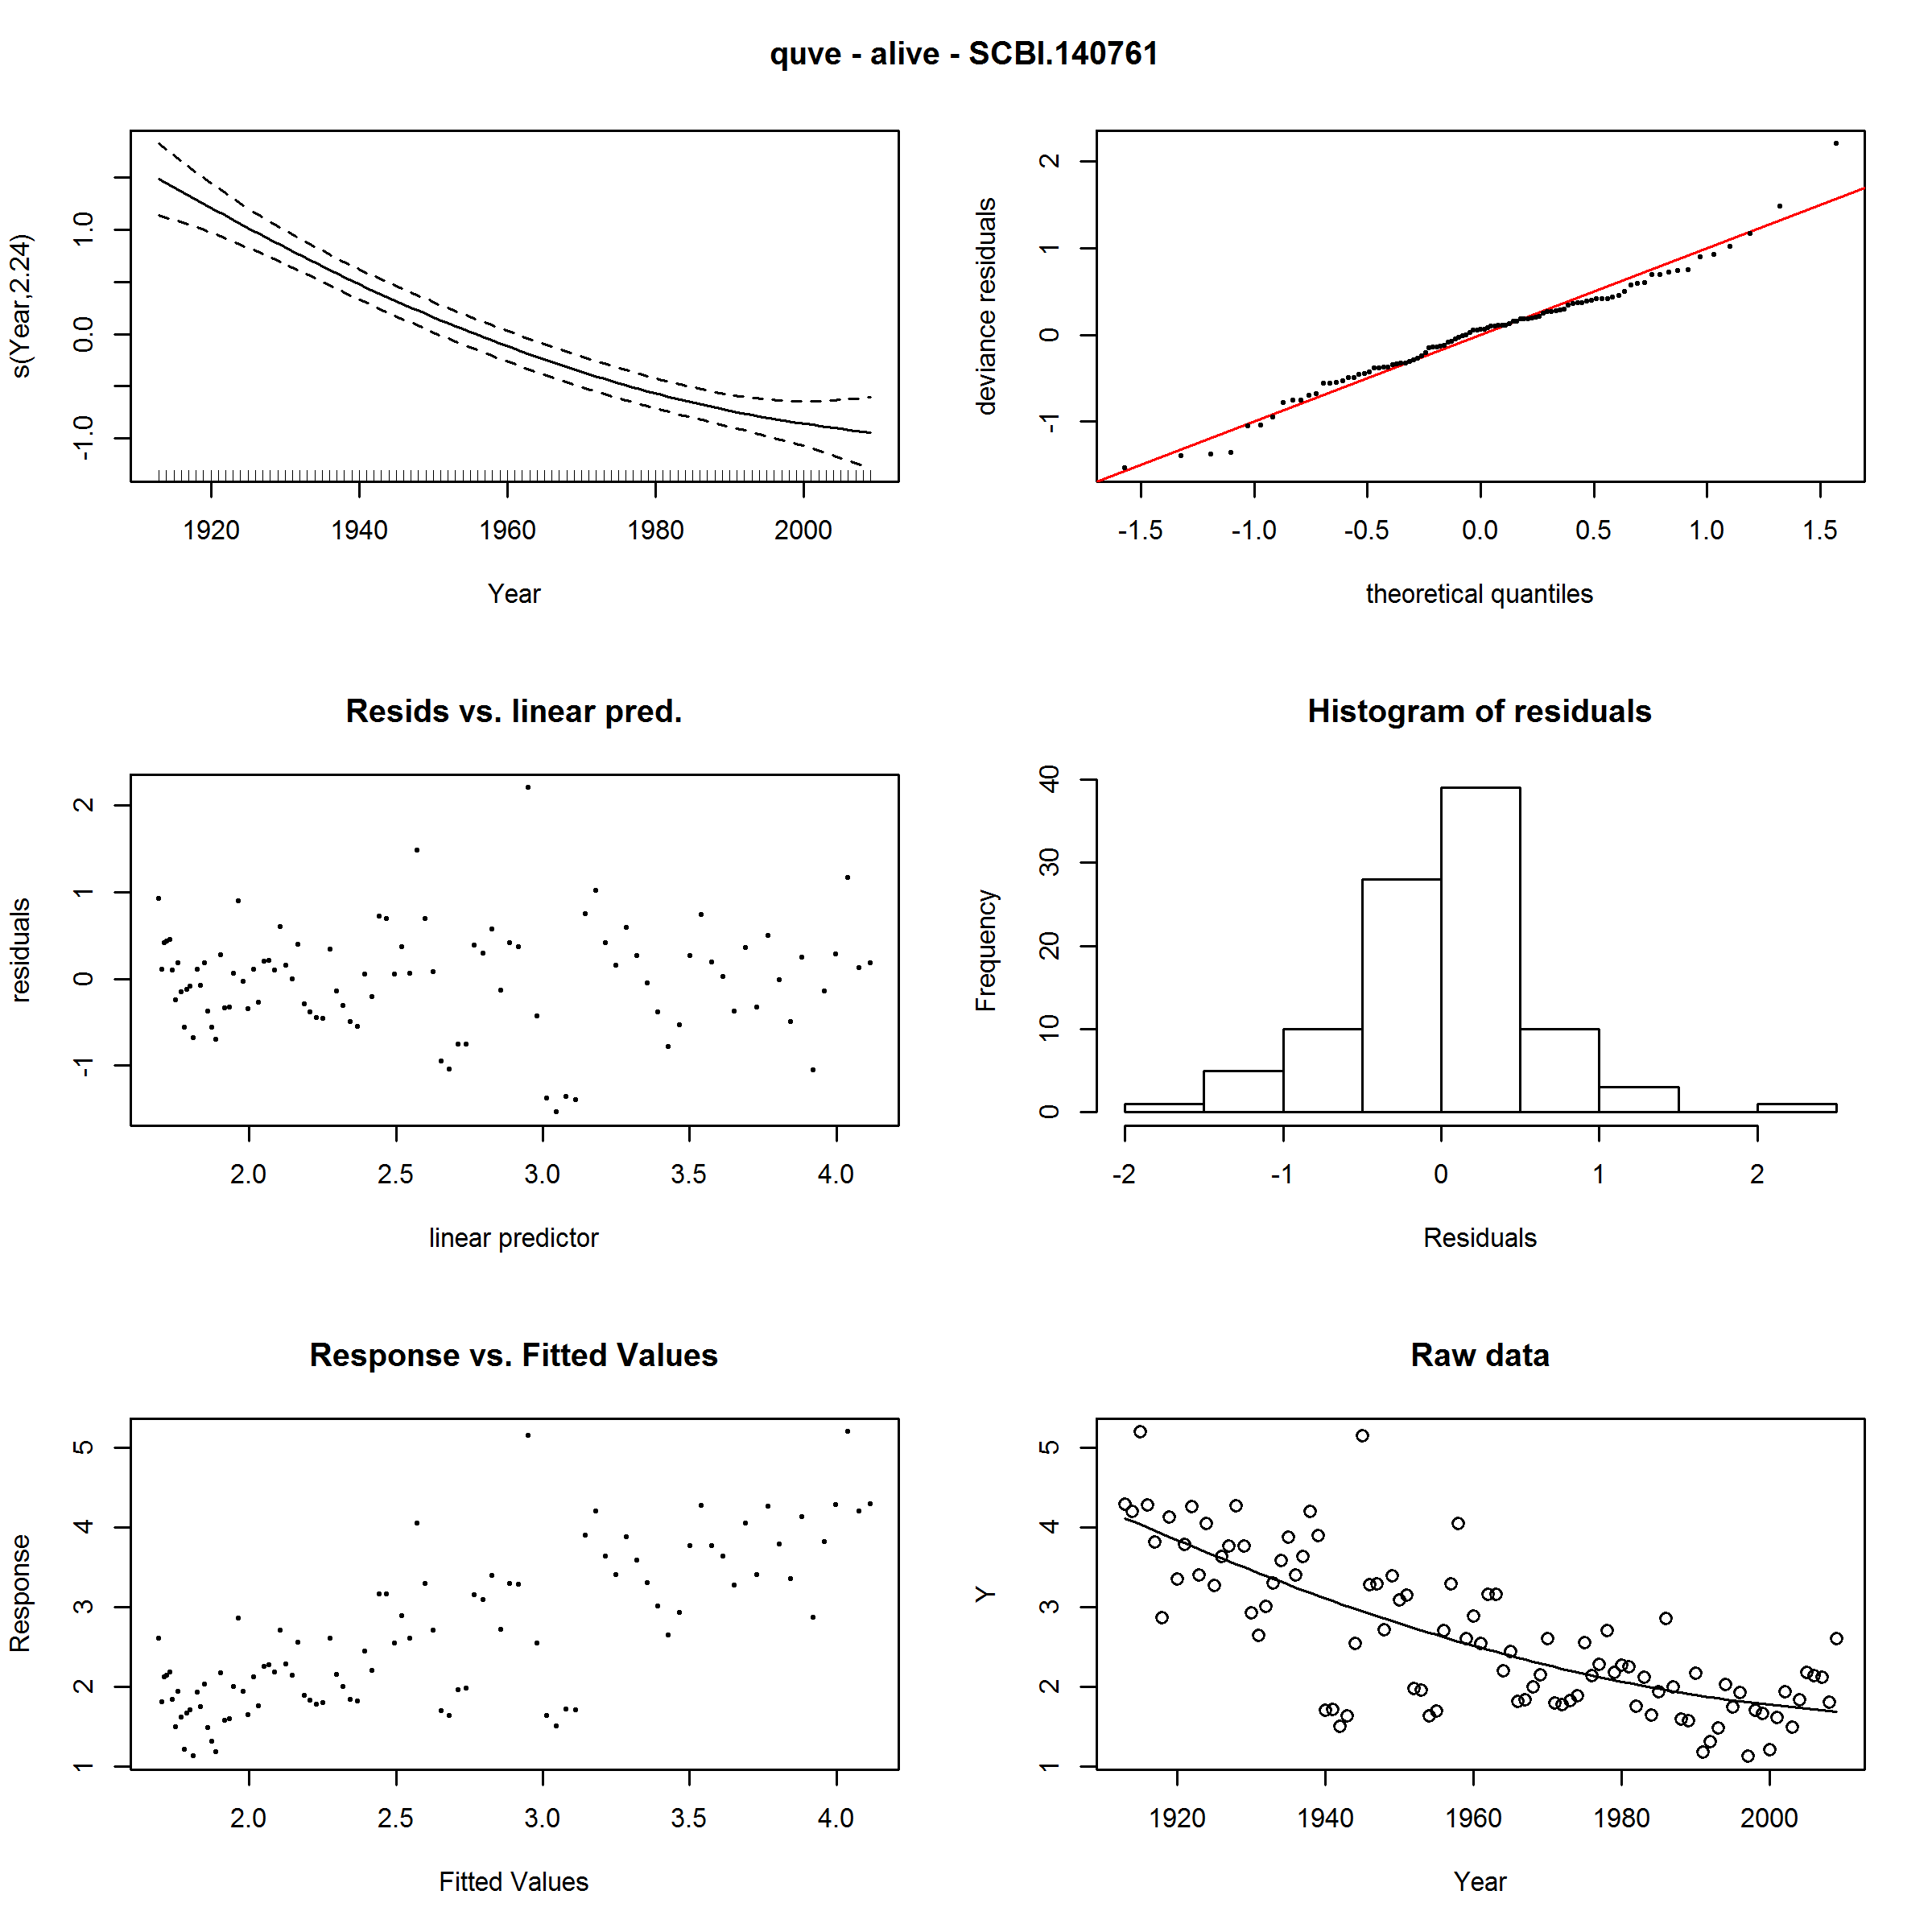 quve - alive - SCBI.140761
s(Year,2.24)
-1.0 0.0 1.0
1920 1940 1960 1980 2000
Year
deviance residuals
-1 0 1 2
-1.5 -1.0 -0.5 0.0 0.5 1.0 1.5
theoretical quantiles
Resids vs. linear pred.
residuals
-1 0 1 2
2.0 2.5 3.0 3.5 4.0
linear predictor
Histogram of residuals
Frequency
0 10 20 30 40
-2 -1 0 1 2
Residuals
Response vs. Fitted Values
Response
1 2 3 4 5
2.0 2.5 3.0 3.5 4.0
Fitted Values
Raw data
Y
1 2 3 4 5
1920 1940 1960 1980 2000
Year